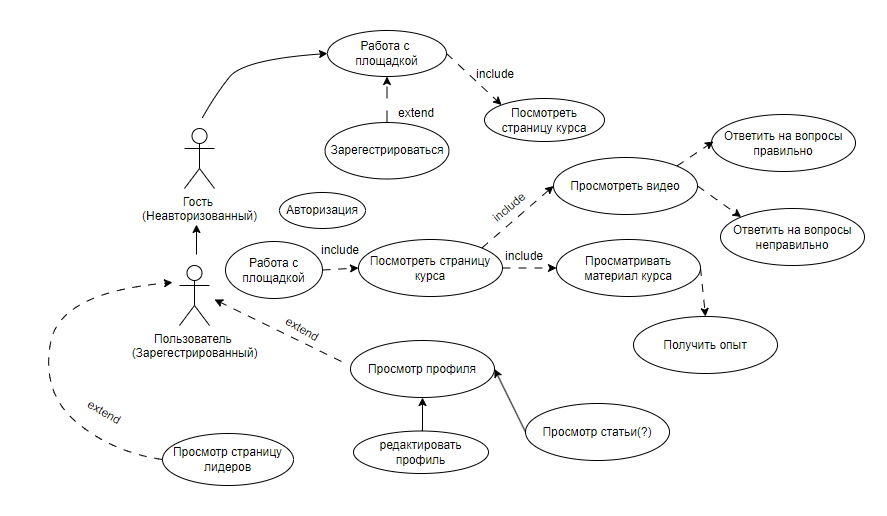 Работа с
площадкой
include
Посмотреть
страницу курса
extend
Зарегестрироваться
Ответить на вопросы
правильно
Гость
(Неавторизованный)
Авторизация
Просмотреть видео
include
Ответить на вопросы
неправильно
Работа с
площадкой
include
Посмотреть страницу
курса
include
Просматривать
материал курса
Пользователь
(Зарегестрированный)
extend
Получить опыт
Просмотр профиля
extend
Просмотр страницу
лидеров
редактировать
профиль
Просмотр статьи(?)